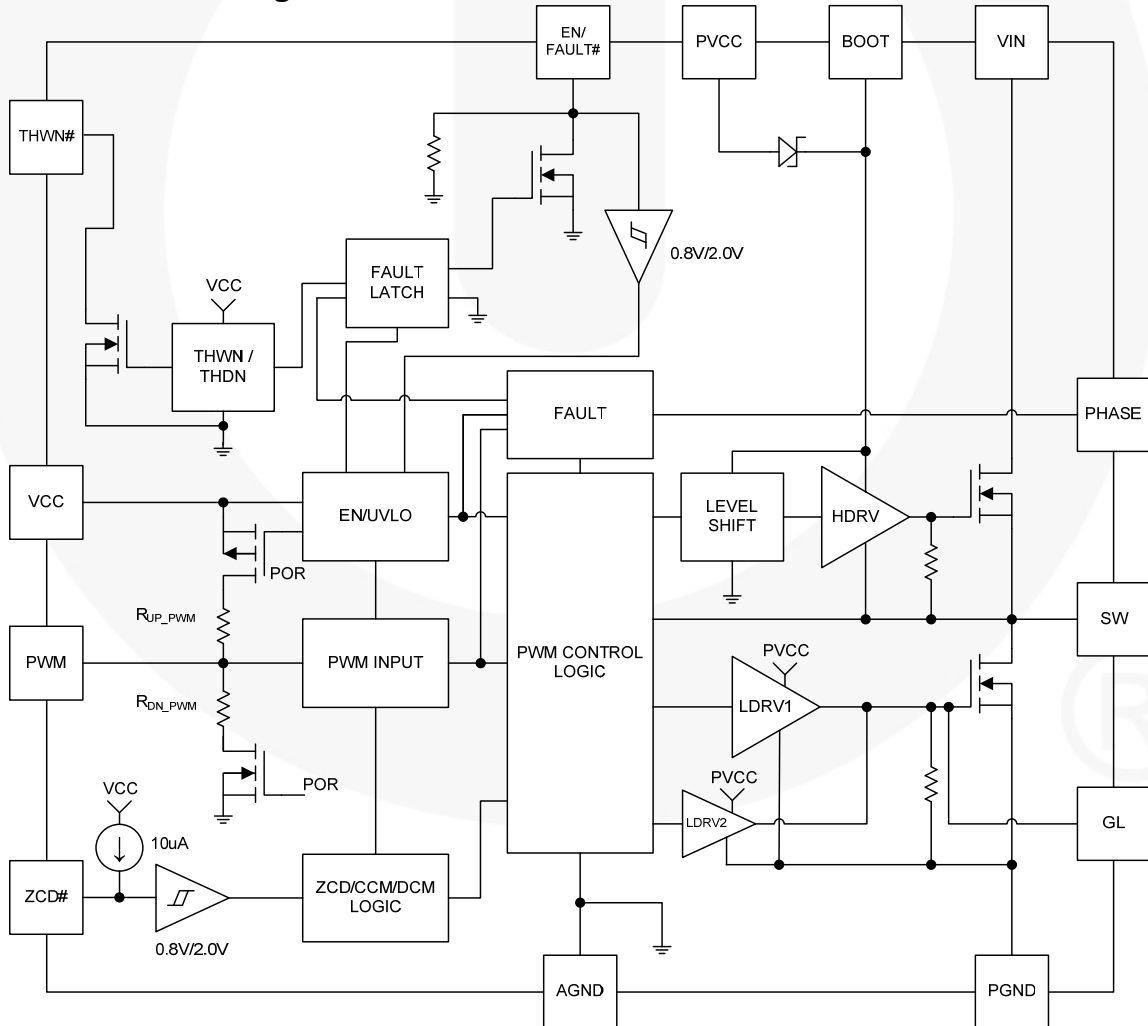 EN/
FAULT#
PVCC
BOOT
VIN
THWN#
0.8V/2.0V
FAULT
LATCH
VCC
THWN /
THDN
FAULT
PHASE
VCC
EN/UVLO
LEVEL
SHIFT
HDRV
POR
RUP_PWM
SW
PWM
PWM INPUT
PWM CONTROL
LOGIC
PVCC
RDN_PWM
LDRV1
POR
VCC
PVCC
10uA
LDRV2
GL
ZCD#
ZCD/CCM/DCM
LOGIC
0.8V/2.0V
AGND
PGND
®